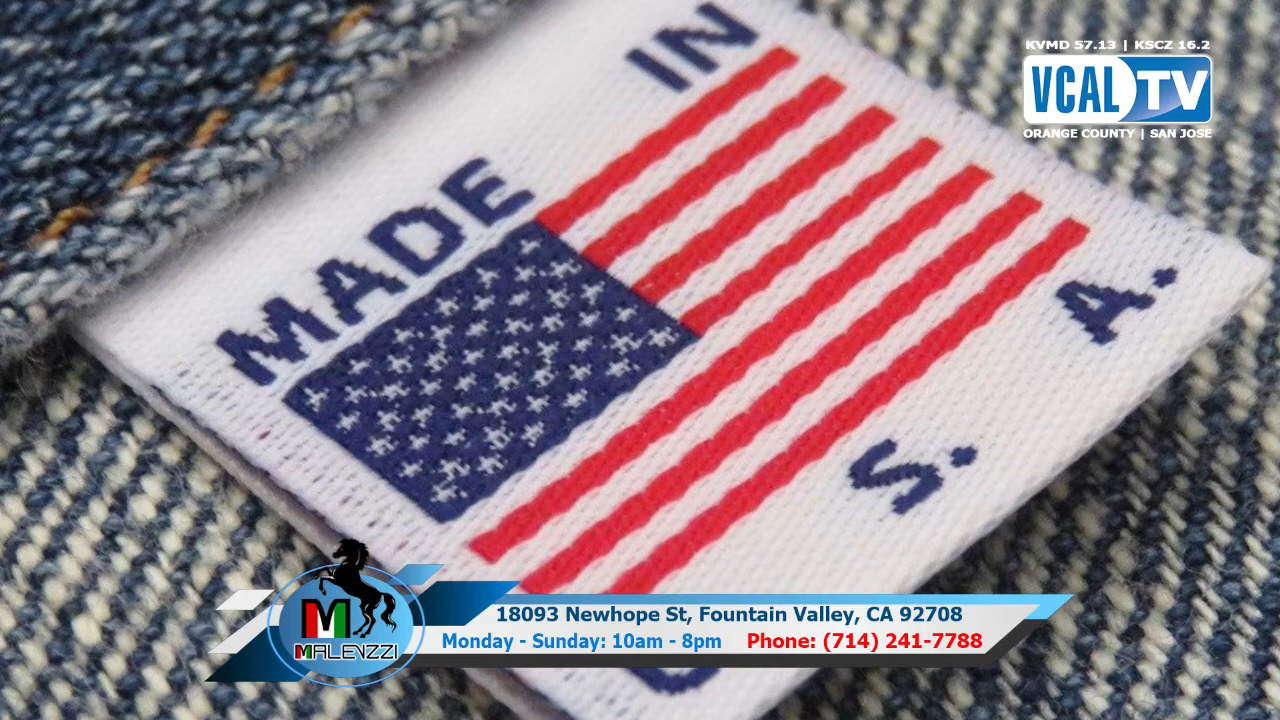 KVMD 57.13 | KSCZ 16.2
VCAL TV
ORANGE COUNTY | SAN JOSE
MADE IN
U.S.A.
M
MALENZZI
18093 Newhope St, Fountain Valley, CA 92708
Monday - Sunday: 10am - 8pm Phone: (714) 241-7788